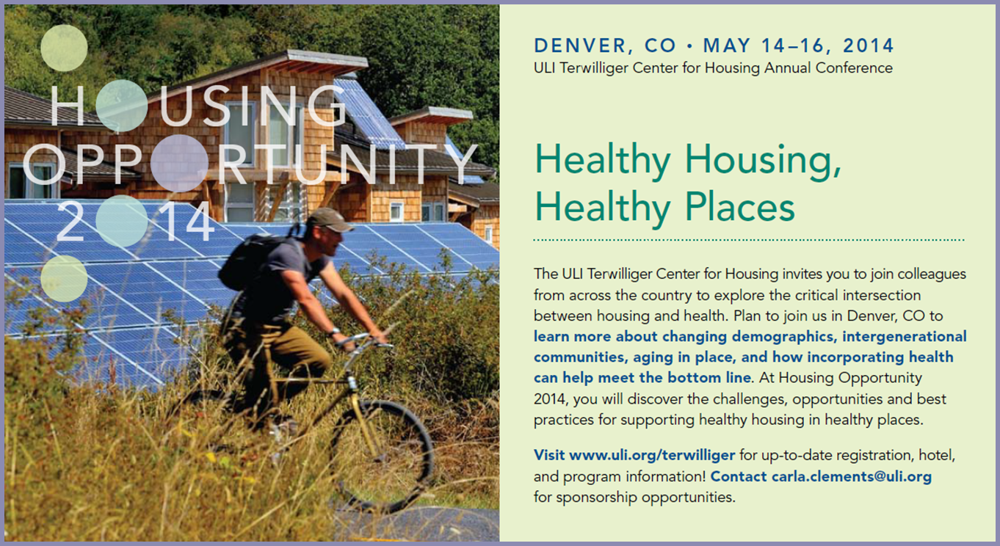 HOUSING
OPPORTUNITY
2014
DENVER, CO • MAY 14–16, 2014
ULI Terwilliger Center for Housing Annual Conference
Healthy Housing,
Healthy Places
The ULI Terwilliger Center for Housing invites you to join colleagues
from across the country to explore the critical intersection
between housing and health. Plan to join us in Denver, CO to
learn more about changing demographics, intergenerational
communities, aging in place, and how incorporating health
can help meet the bottom line. At Housing Opportunity
2014, you will discover the challenges, opportunities and best
practices for supporting healthy housing in healthy places.
Visit www.uli.org/terwilliger for up-to-date registration, hotel,
and program information! Contact carla.clements@uli.org
for sponsorship opportunities.